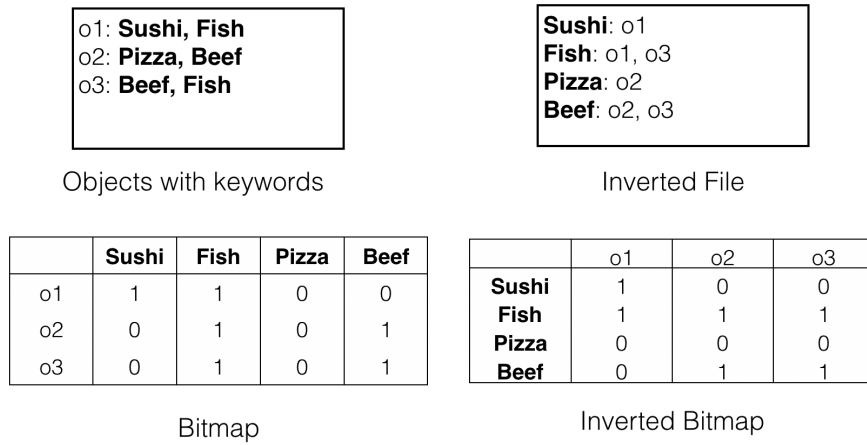 o1: Sushi, Fish
o2: Pizza, Beef
o3: Beef, Fish
Objects with keywords
Sushi: o1
Fish: o1, o3
Pizza: o2
Beef: o2, o3
Inverted File
Sushi Fish Pizza Beef
o1 1 1 0 0
o2 0 1 0 1
o3 0 1 0 1
Bitmap
o1 o2 o3
Sushi 1 0 0
Fish 1 1 1
Pizza 0 0 0
Beef 0 1 1
Inverted Bitmap